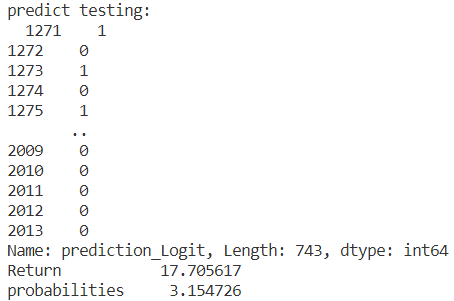 predict testing:
1271 1
1272 0
1273 1
1274 0
1275 1
..
2009 0
2010 0
2011 0
2012 0
2013 0
Name: prediction_Logit, Length: 743, dtype: int64
Return 17.705617
probabilities 3.154726